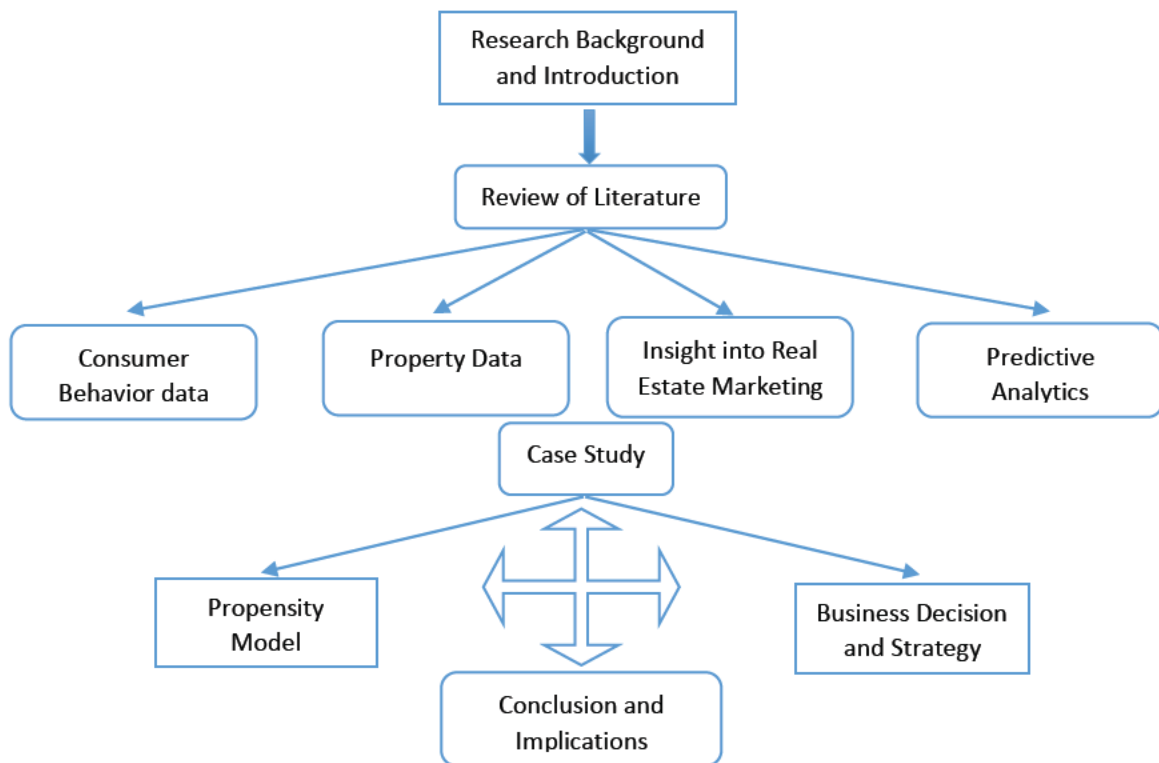 Research Background
and Introduction
Review of Literature
Consumer
Behavior data
Property Data
Insight into Real
Estate Marketing
Predictive
Analytics
Case Study
Propensity
Model
Business Decision
and Strategy
Conclusion and
Implications